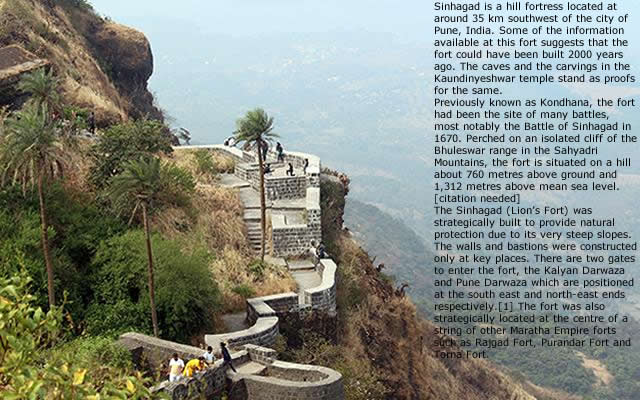 Sinhagad is a hill fortress located at
around 35 km southwest of the city of
Pune, India. Some of the information
available at this fort suggests that the
fort could have been built 2000 years
ago. The caves and the carvings in the
Kaundinyeshwar temple stand as proofs
for the same.
Previously known as Kondhana, the fort
had been the site of many battles,
most notably the Battle of Sinhagad in
1670. Perched on an isolated cliff of the
Bhuleswar range in the Sahyadri
Mountains, the fort is situated on a hill
about 760 metres above ground and
1,312 metres above mean sea level.
[citation needed]
The Sinhagad (Lion's Fort) was
strategically built to provide natural
protection due to its very steep slopes.
The walls and bastions were constructed
only at key places. There are two gates
to enter the fort, the Kalyan Darwaza
and Pune Darwaza which are positioned
at the south east and north-east ends
respectively.[1] The fort was also
strategically located at the centre of a
string of other Maratha Empire forts
such as Rajgad Fort, Purandar Fort and
Torna Fort.